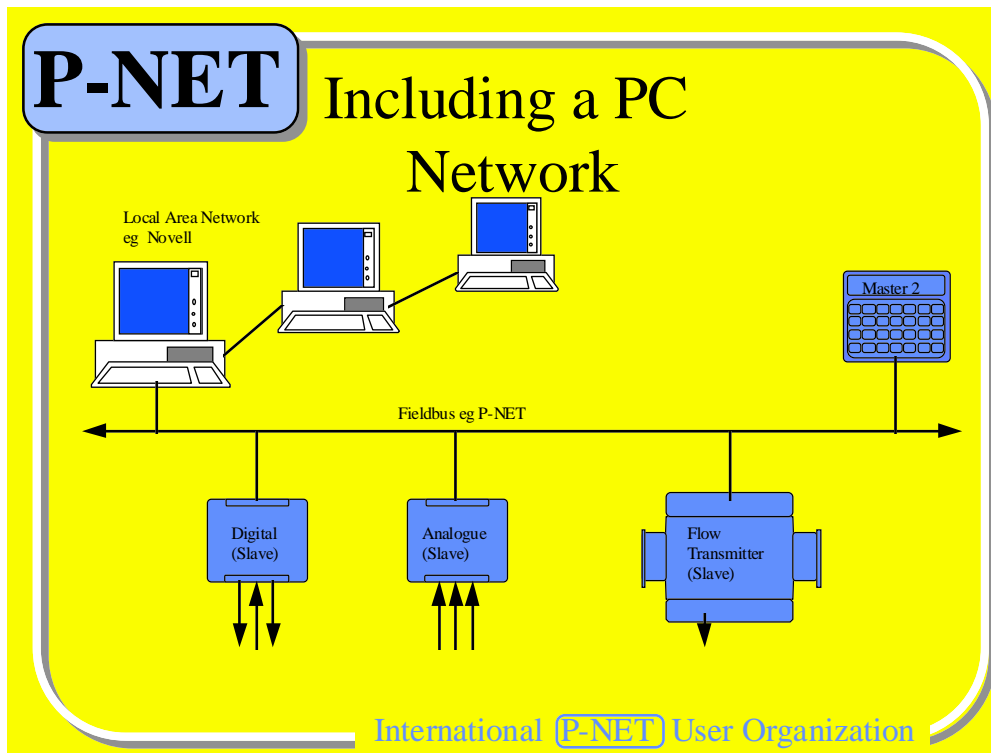 P-NET
Including a PC
Network
Local Area Network
eg Novell
Master 2
Fieldbus eg P-NET
Digital
(Slave)
Analogue
(Slave)
Flow
Transmitter
(Slave)
International P-NET User Organization